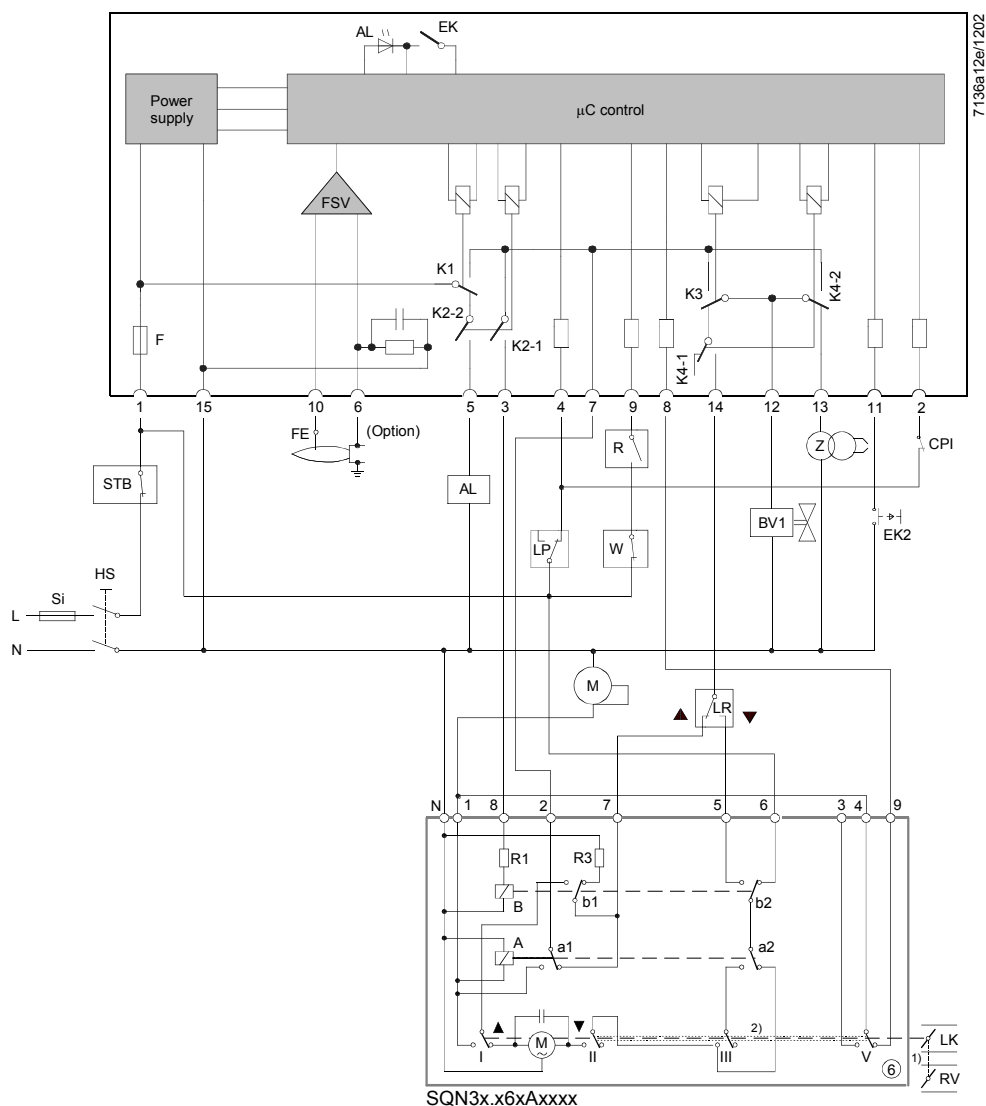 7136a12e/1202
AL EK
Power
supply
µC control
FSV
K1
K2-2
K2-1
K3
K4-2
K4-1
F
1 15 10 6 5 3 4 7 9 8 14 12 13 11 2
FE
(Option)
STB
AL
R
Z
CPI
LP
W
BV1
EK2
HS
Si
L
N
M
LR
N 1 8 2 7 5 6 3 4 9
R1
R3
B
b1
b2
A
a1
a2
2)
M
~
I
II
III
V
6
1)
LK
RV
SQN3x.x6xAxxxx